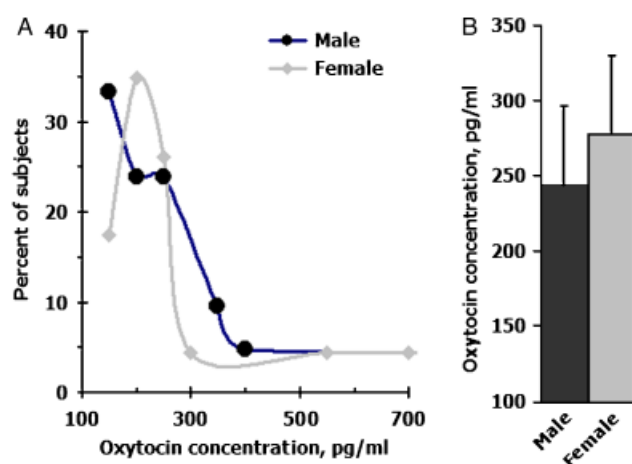 A
40
30
20
10
0
Percent of subjects
Male
Female
100
300
500
700
Oxytocin concentration, pg/ml
B
350
300
250
200
150
100
Oxytocin concentration, pg/ml
Male
Female